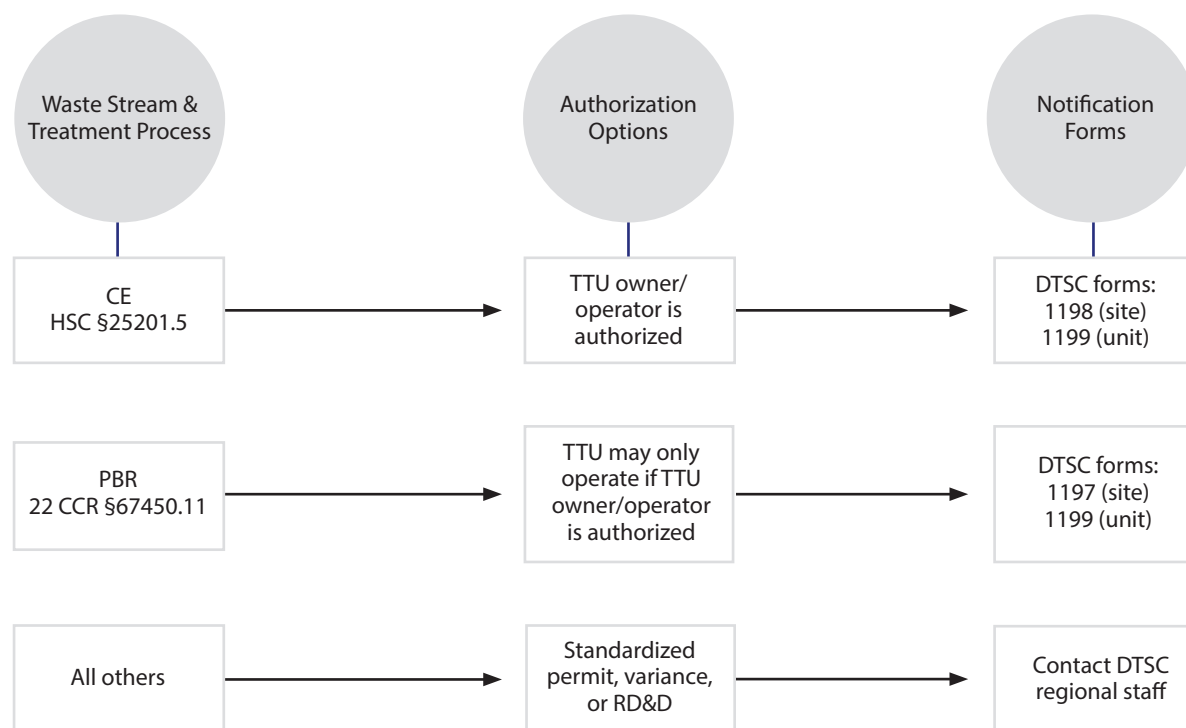 Waste Stream &
Treatment Process
Authorization
Options
Notification
Forms
CE
HSC §25201.5
TTU owner/
operator is
authorized
DTSC forms:
1198 (site)
1199 (unit)
PBR
22 CCR §67450.11
TTU may only
operate if TTU
owner/operator
is authorized
DTSC forms:
1197 (site)
1199 (unit)
All others
Standardized
permit, variance,
or RD&D
Contact DTSC
regional staff